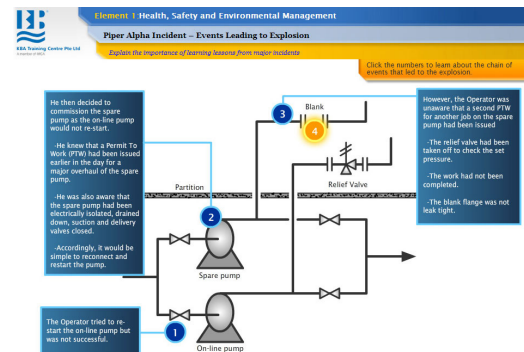 Element 1:Health, Safety and Environmental Management
KBA Training Centre Pte Ltd
Piper Alpha Incident – Events Leading to Explosion
Explain the importance of learning lessons from major incidents
Click the numbers to learn about the chain of
events that led to the explosion.
He then decided to
commission the spare
pump as the on-line pump
would not re-start.
-He knew that a Permit To
Work (PTW) had been issued
earlier in the day for a
major overhaul of the spare
pump.
-He was also aware that
the spare pump had been
electrically isolated, drained
down, suction and delivery
valves closed.
-Accordingly, it would be
simple to reconnect and
restart the pump.
3
Blank
4
However, the Operator was
unaware that a second PTW
for another job on the spare
pump had been issued
-The relief valve had been
taken off to check the set
pressure.
-The work had not been
completed.
-The blank flange was not
leak tight.
Relief Valve
Partition
2
Spare pump
The Operator tried to re-
start the on-line pump but
was not successful.
1
On-line pump